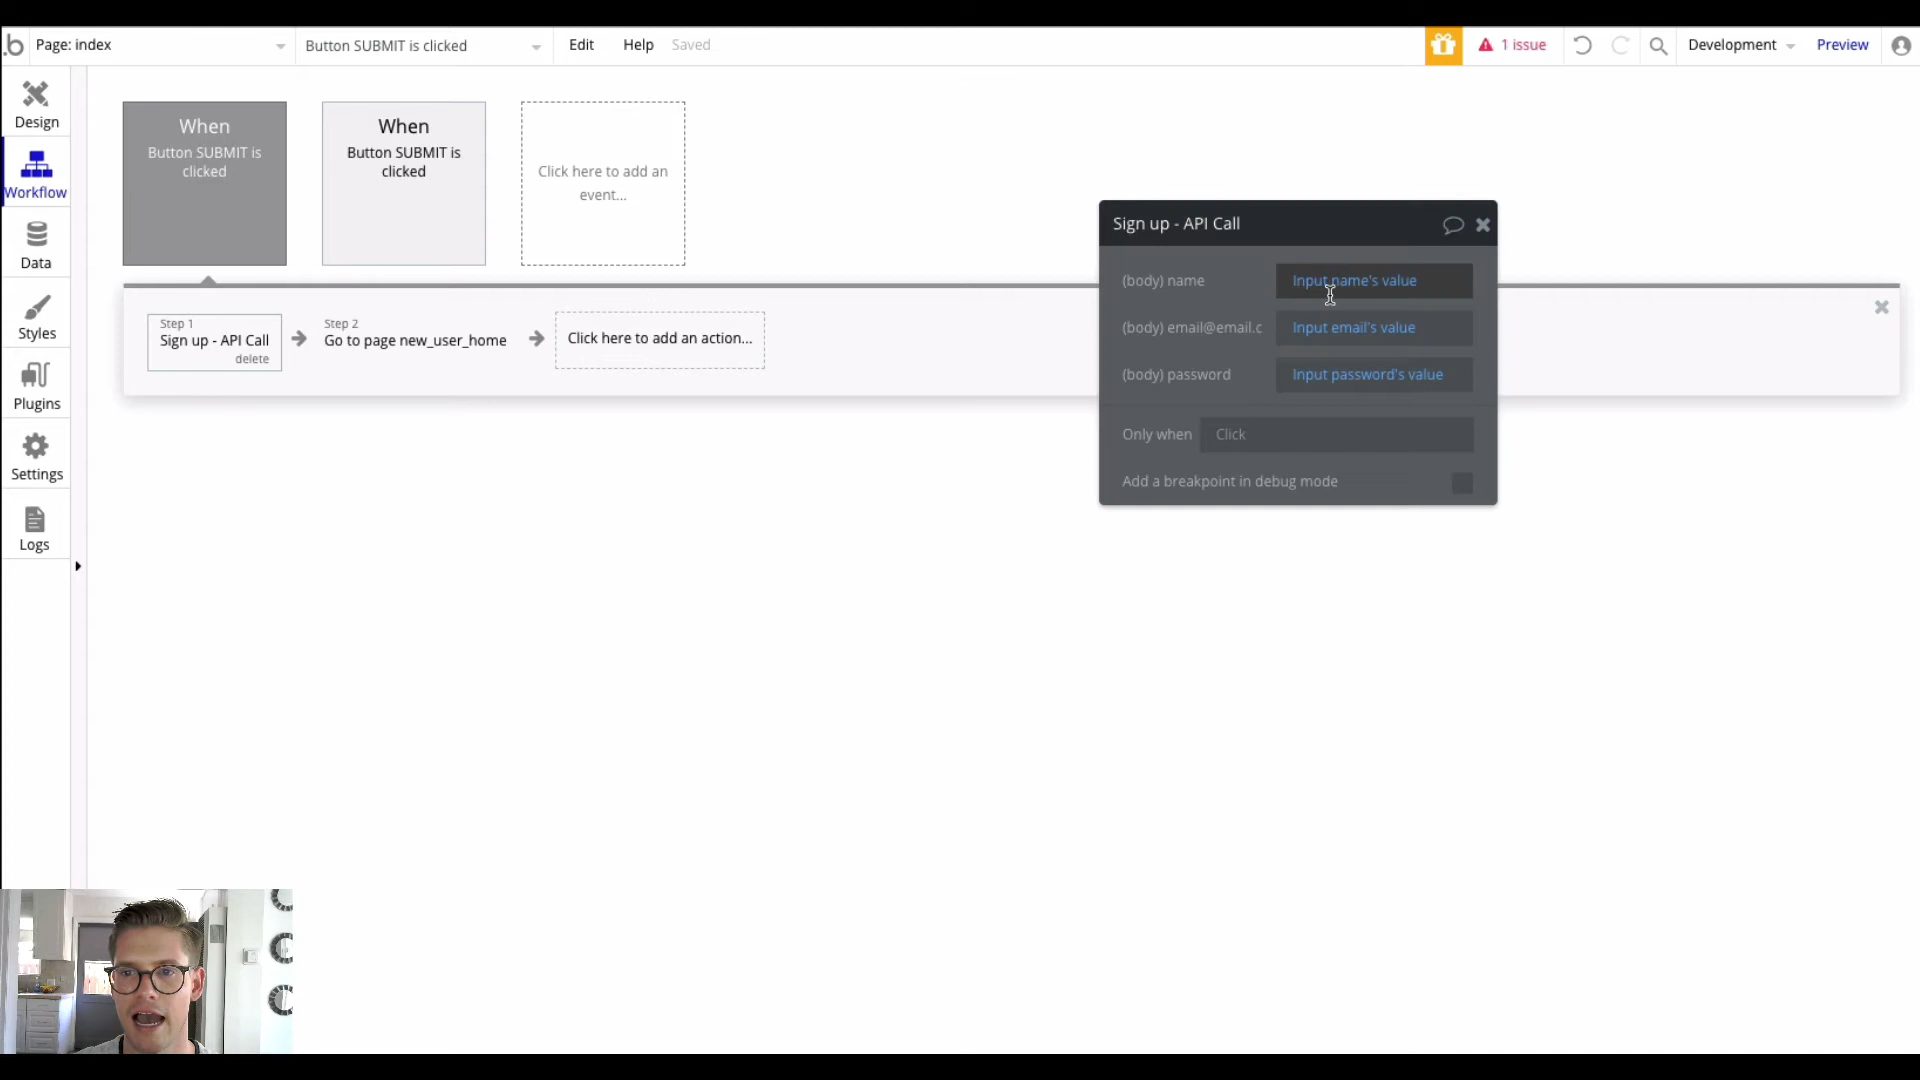 .b
Page: index
Button SUBMIT is clicked
Edit
Help
Saved
1 issue
Development
Preview
Design
Workflow
Data
Styles
Plugins
Settings
Logs
When
Button SUBMIT is
clicked
When
Button SUBMIT is
clicked
Click here to add an
event...
Step 1
Sign up - API Call
delete
Step 2
Go to page new_user_home
Click here to add an action...
Sign up - API Call
(body) name
Input name's value
(body) email@email.c
Input email's value
(body) password
Input password's value
Only when
Click
Add a breakpoint in debug mode